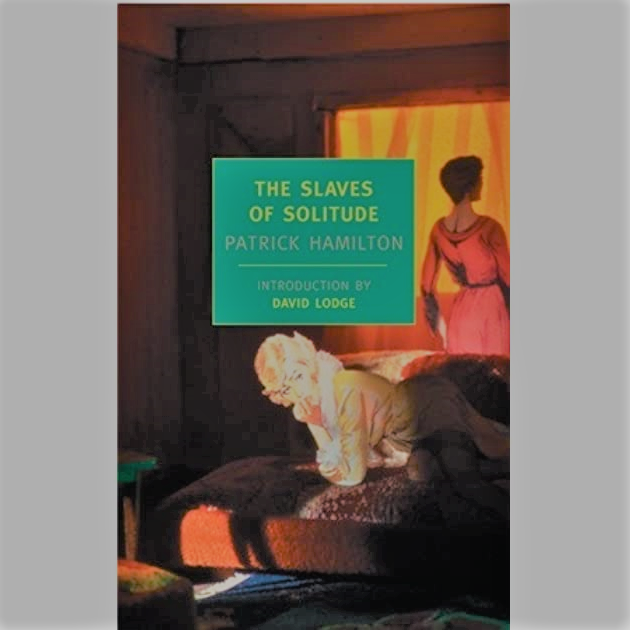 THE SLAVES
OF SOLITUDE
PATRICK HAMILTON
INTRODUCTION BY
DAVID LODGE